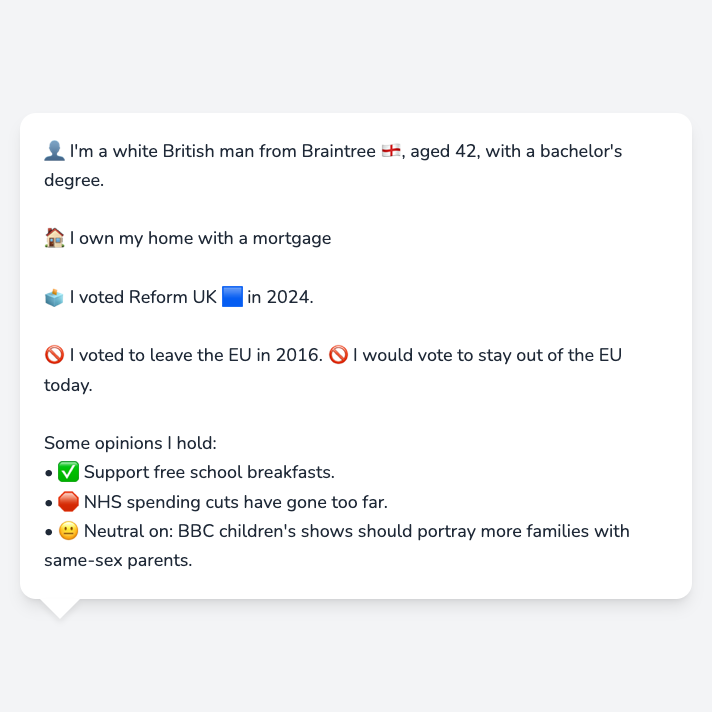 👤 I'm a white British man from Braintree 🏴󠁧󠁢󠁥󠁮󠁧󠁿, aged 42, with a bachelor's
degree.
🏠 I own my home with a mortgage
🗳️ I voted Reform UK 🟦 in 2024.
🚫 I voted to leave the EU in 2016. 🚫 I would vote to stay out of the EU
today.
Some opinions I hold:
• ✅ Support free school breakfasts.
• 🛑 NHS spending cuts have gone too far.
• 😐 Neutral on: BBC children's shows should portray more families with
same-sex parents.